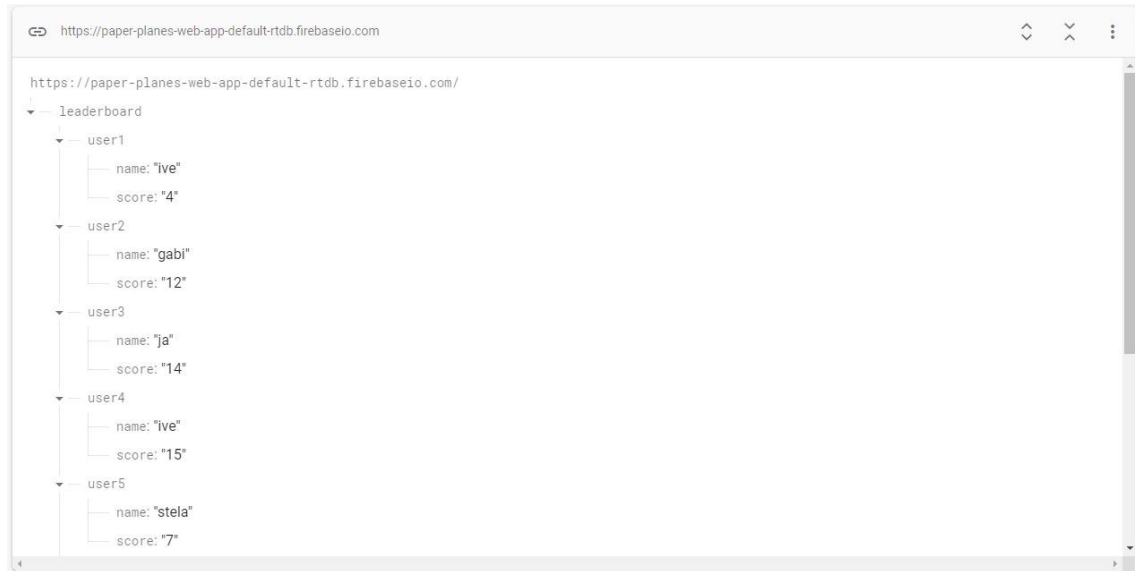 https://paper-planes-web-app-default-rtdb.firebaseio.com
https://paper-planes-web-app-default-rtdb.firebaseio.com/
leaderboard
user1
name: "ive"
score: "4"
user2
name: "gabi"
score: "12"
user3
name: "ja"
score: "14"
user4
name: "ive"
score: "15"
user5
name: "stela"
score: "7"